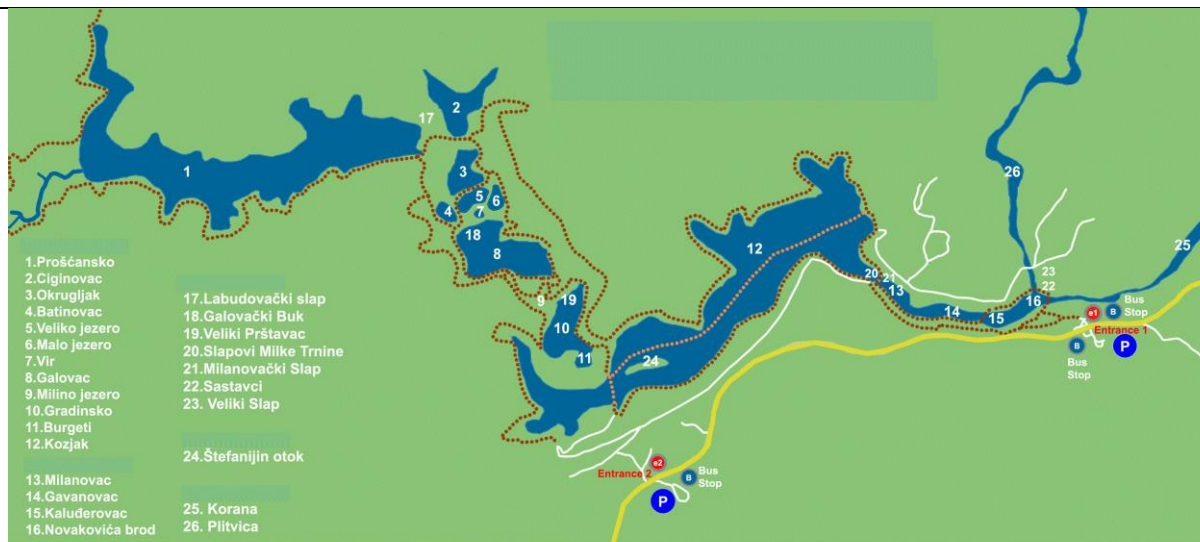 1.Prošćansko
2.Ciginovac
3.Okrugljak
4.Batinovac
5.Veliko jezero
6.Malo jezero
7.Vir
8.Galovac
9.Milino jezero
10.Gradinsko
11.Burgeti
12.Kozjak
13.Milanovac
14.Gavanovac
15.Kaluđerovac
16.Novakovića brod
17.Labudovački slap
18.Galovački Buk
19.Veliki Prštavac
20.Slapovi Milke Trnine
21.Milanovački Slap
22.Sastavci
23. Veliki Slap
24.Štefanijin otok
25. Korana
26. Plitvica
1
17
2
3
5
6
4
7
18
8
9
19
10
11
12
24
20
21
13
14
15
16
22
23
26
25
e1
B
Bus
Stop
Entrance 1
B
Bus
Stop
P
e2
Entrance 2
B
Bus
Stop
P